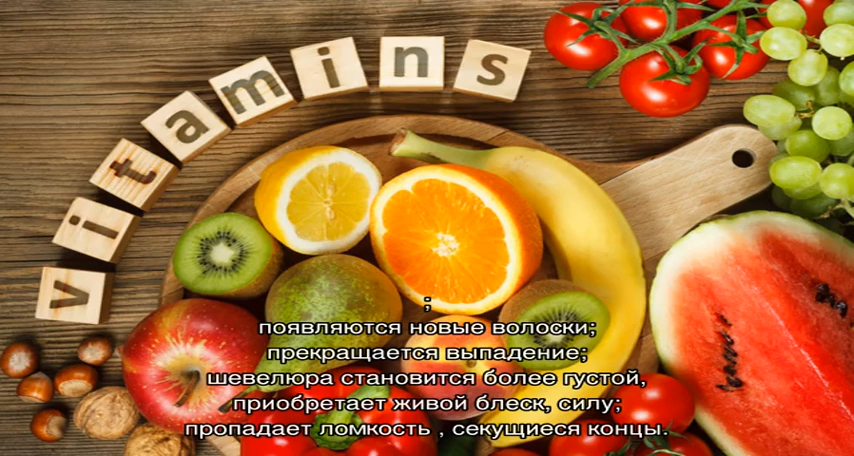 vitamins
;
появляются новые волоски;
прекращается выпадение;
шевелюра становится более густой,
приобретает живой блеск, силу;
пропадает ломкость , секущиеся концы.